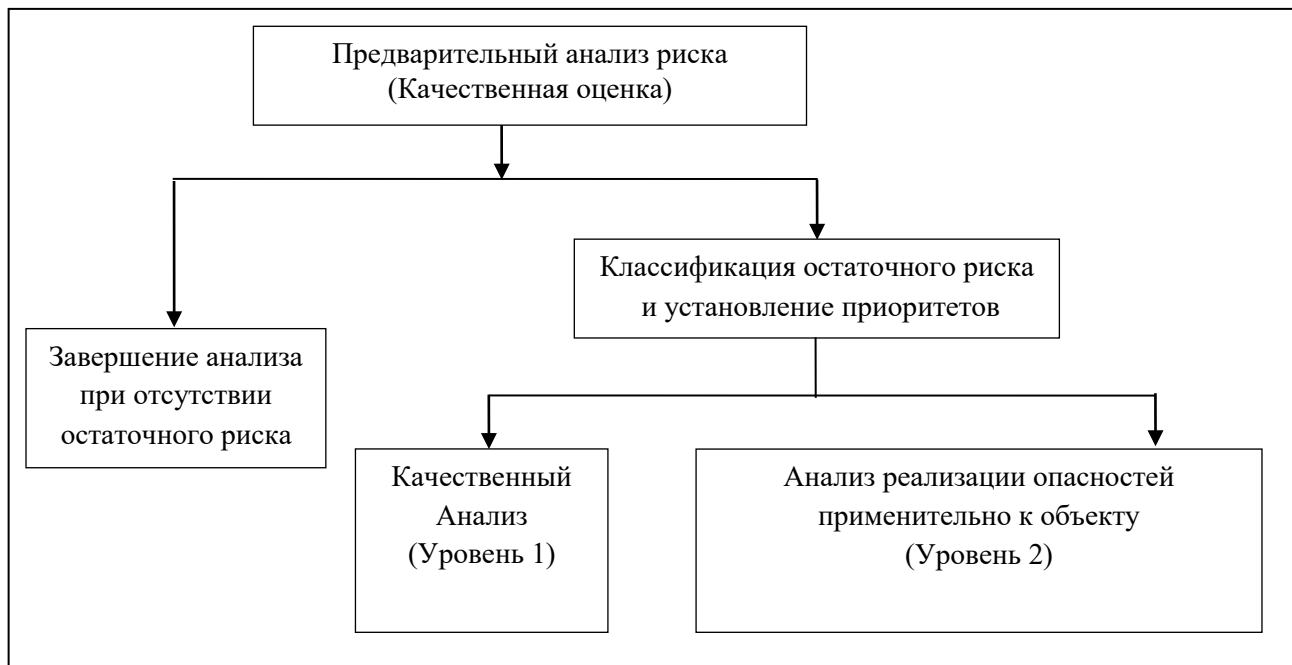 Предварительный анализ риска
(Качественная оценка)
Классификация остаточного риска
и установление приоритетов
Завершение анализа
при отсутствии
остаточного риска
Качественный
Анализ
(Уровень 1)
Анализ реализации опасностей
применительно к объекту
(Уровень 2)